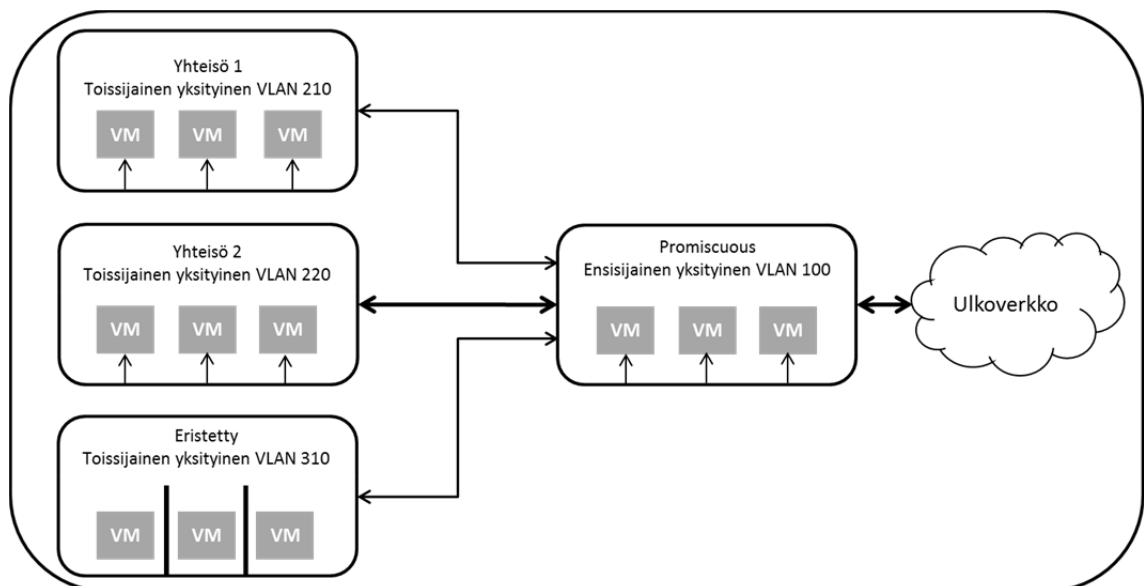 Yhteisö 1
Toissijainen yksityinen VLAN 210
VM VM VM
Yhteisö 2
Toissijainen yksityinen VLAN 220
VM VM VM
Eristetty
Toissijainen yksityinen VLAN 310
VM VM VM
Promiscuous
Ensisijainen yksityinen VLAN 100
VM VM VM
Ulkoverkko